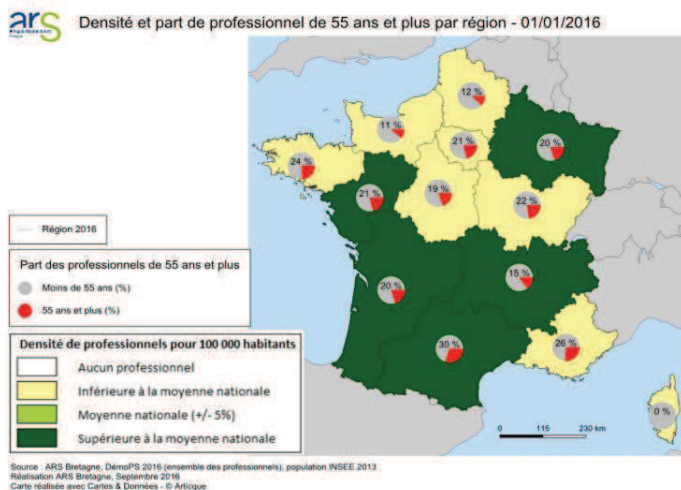 ars
Densité et part de professionnel de 55 ans et plus par région - 01/01/2016
12 %
11 %
21 %
20 %
24 %
21 %
19 %
22 %
20 %
15 %
30 %
26 %
0 %
Région 2016
Part des professionnels de 55 ans et plus
Moins de 55 ans (%)
55 ans et plus (%)
Densité de professionnels pour 100 000 habitants
Aucun professionnel
Inférieure à la moyenne nationale
Moyenne nationale (+/- 5%)
Supérieure à la moyenne nationale
0 115 230 km
Source : ARS Bretagne, DémoPS 2016 (ensemble des professionnels), population INSEE 2013
Réalisation ARS Bretagne, Septembre 2016
Carte réalisée avec Cartes & Données - © Articque